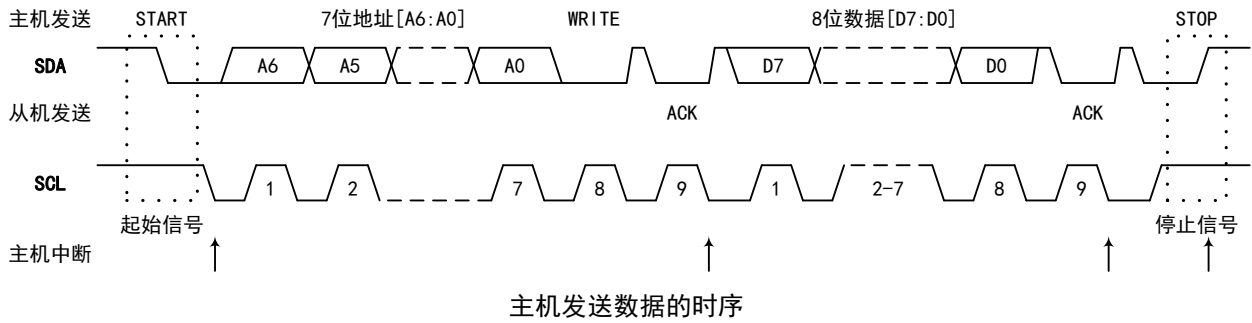 主机发送 START 7位地址[A6:A0] WRITE 8位数据[D7:D0] STOP
SDA A6 A5 A0 D7 D0
从机发送 ACK ACK
SCL 1 2 7 8 9 1 2-7 8 9
起始信号 停止信号
主机中断
主机发送数据的时序